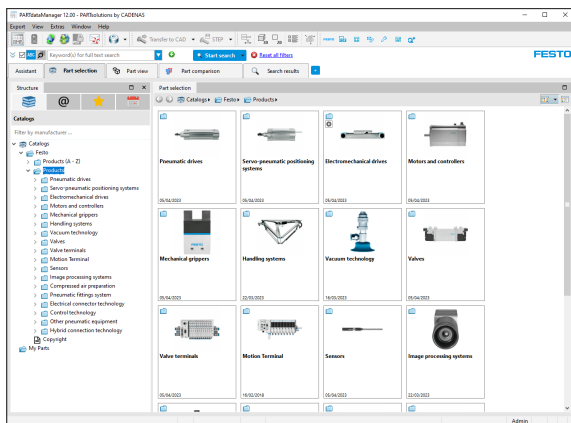 PARTdataManager 12.00 - PARTsolutions by CADENAS
Export View Extras Window Help
Transfer to CAD STEP
ABC Keyword(s) for full text search Start search Reset all filters FESTO
Assistant Part selection Part view Part comparison Search results
Structure
Catalogs
Filter by manufacturer ...
Catalogs
Festo
Products (A - Z)
Products
Pneumatic drives
Servo-pneumatic positioning systems
Electromechanical drives
Motors and controllers
Mechanical grippers
Handling systems
Vacuum technology
Valves
Valve terminals
Motion Terminal
Sensors
Image processing systems
Compressed air preparation
Pneumatic fittings system
Electrical connector technology
Control technology
Other pneumatic equipment
Hybrid connection technology
Copyright
My Parts
Part selection
Catalogs Festo Products
Pneumatic drives
05/04/2023
Servo-pneumatic positioning
systems
05/04/2023
Electromechanical drives
05/04/2023
Motors and controllers
05/04/2023
FESTO
Mechanical grippers
05/04/2023
Handling systems
22/03/2023
Vacuum technology
16/03/2023
Valves
05/04/2023
Valve terminals
05/04/2023
Motion Terminal
16/02/2018
Sensors
05/04/2023
Image processing systems
22/03/2023
Admin